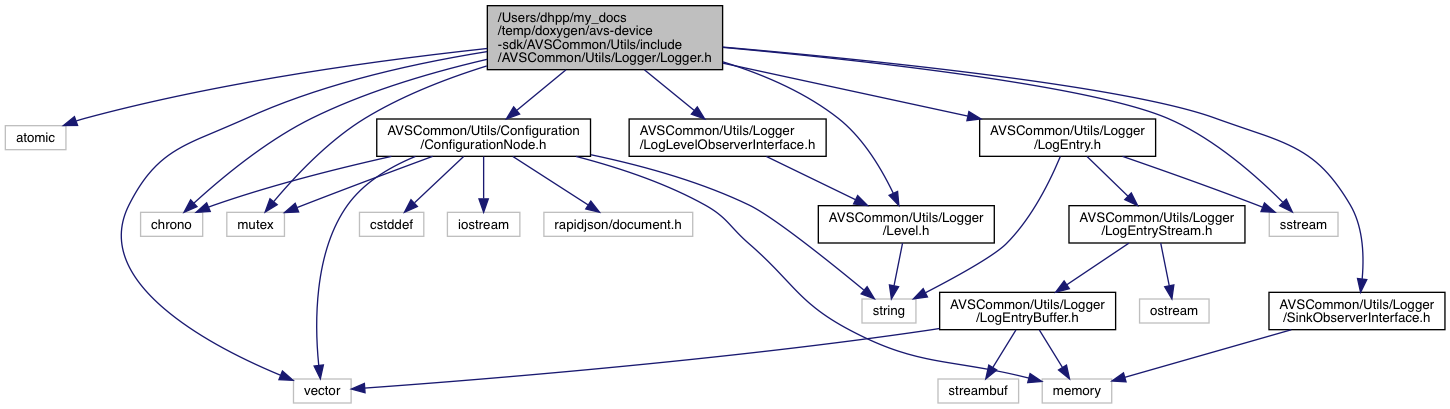 /Users/dhpp/my_docs
/temp/doxygen/avs-device
-sdk/AVSCommon/Utils/include
/AVSCommon/Utils/Logger/Logger.h
atomic
AVSCommon/Utils/Configuration
/ConfigurationNode.h
AVSCommon/Utils/Logger
/LogLevelObserverInterface.h
AVSCommon/Utils/Logger
/LogEntry.h
chrono
mutex
cstddef
iostream
rapidjson/document.h
AVSCommon/Utils/Logger
/Level.h
AVSCommon/Utils/Logger
/LogEntryStream.h
sstream
string
AVSCommon/Utils/Logger
/LogEntryBuffer.h
ostream
AVSCommon/Utils/Logger
/SinkObserverInterface.h
vector
streambuf
memory